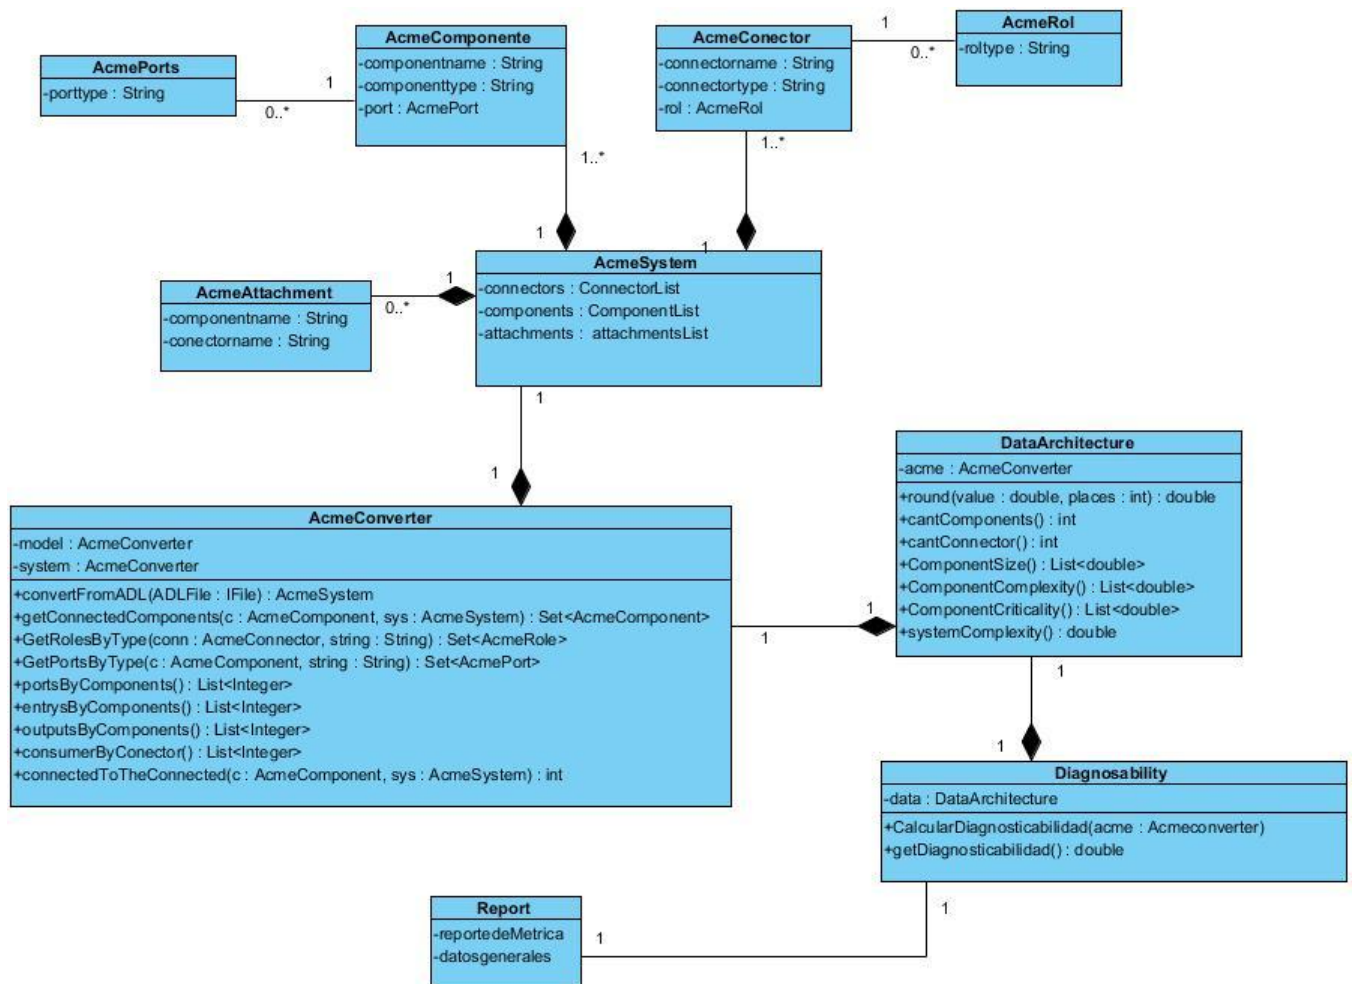 AcmePorts
-porttype : String
1
0..*
AcmeComponente
-componentname : String
-componenttype : String
-port : AcmePort
1..*
1
AcmeConector
-connectorname : String
-connectortype : String
-rol : AcmeRol
1
0..*
AcmeRol
-roltype : String
1..*
1
AcmeAttachment
-componentname : String
-conectorname : String
1
0..*
AcmeSystem
-connectors : ConnectorList
-components : ComponentList
-attachments : attachmentsList
1
1
AcmeConverter
-model : AcmeConverter
-system : AcmeConverter
+convertFromADL(ADLFile : IFile) : AcmeSystem
+getConnectedComponents(c : AcmeComponent, sys : AcmeSystem) : Set<AcmeComponent>
+GetRolesByType(conn : AcmeConnector, string : String) : Set<AcmeRole>
+GetPortsByType(c : AcmeComponent, string : String) : Set<AcmePort>
+portsByComponents() : List<Integer>
+entrysByComponents() : List<Integer>
+outputsByComponents() : List<Integer>
+consumerByConector() : List<Integer>
+connectedToTheConnected(c : AcmeComponent, sys : AcmeSystem) : int
1
1
DataArchitecture
-acme : AcmeConverter
+round(value : double, places : int) : double
+cantComponents() : int
+cantConnector() : int
+ComponentSize() : List<double>
+ComponentComplexity() : List<double>
+ComponentCriticality() : List<double>
+systemComplexity() : double
1
1
Diagnosability
-data : DataArchitecture
+CalcularDiagnosticabilidad(acme : Acmeconverter)
+getDiagnosticabilidad() : double
1
1
Report
-reportedeMetrica
-datosgenerales